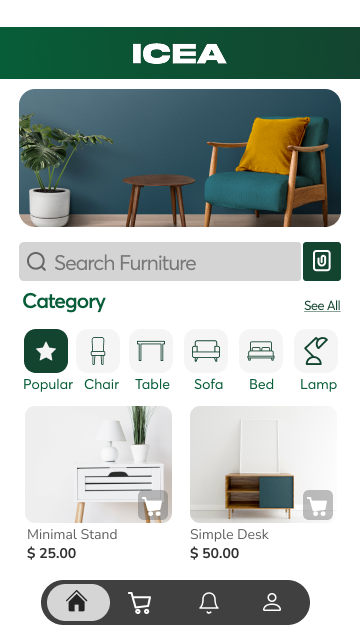 ICEA
Search Furniture
Category
See All
Popular Chair Table Sofa Bed Lamp
Minimal Stand Simple Desk
$ 25.00 $ 50.00